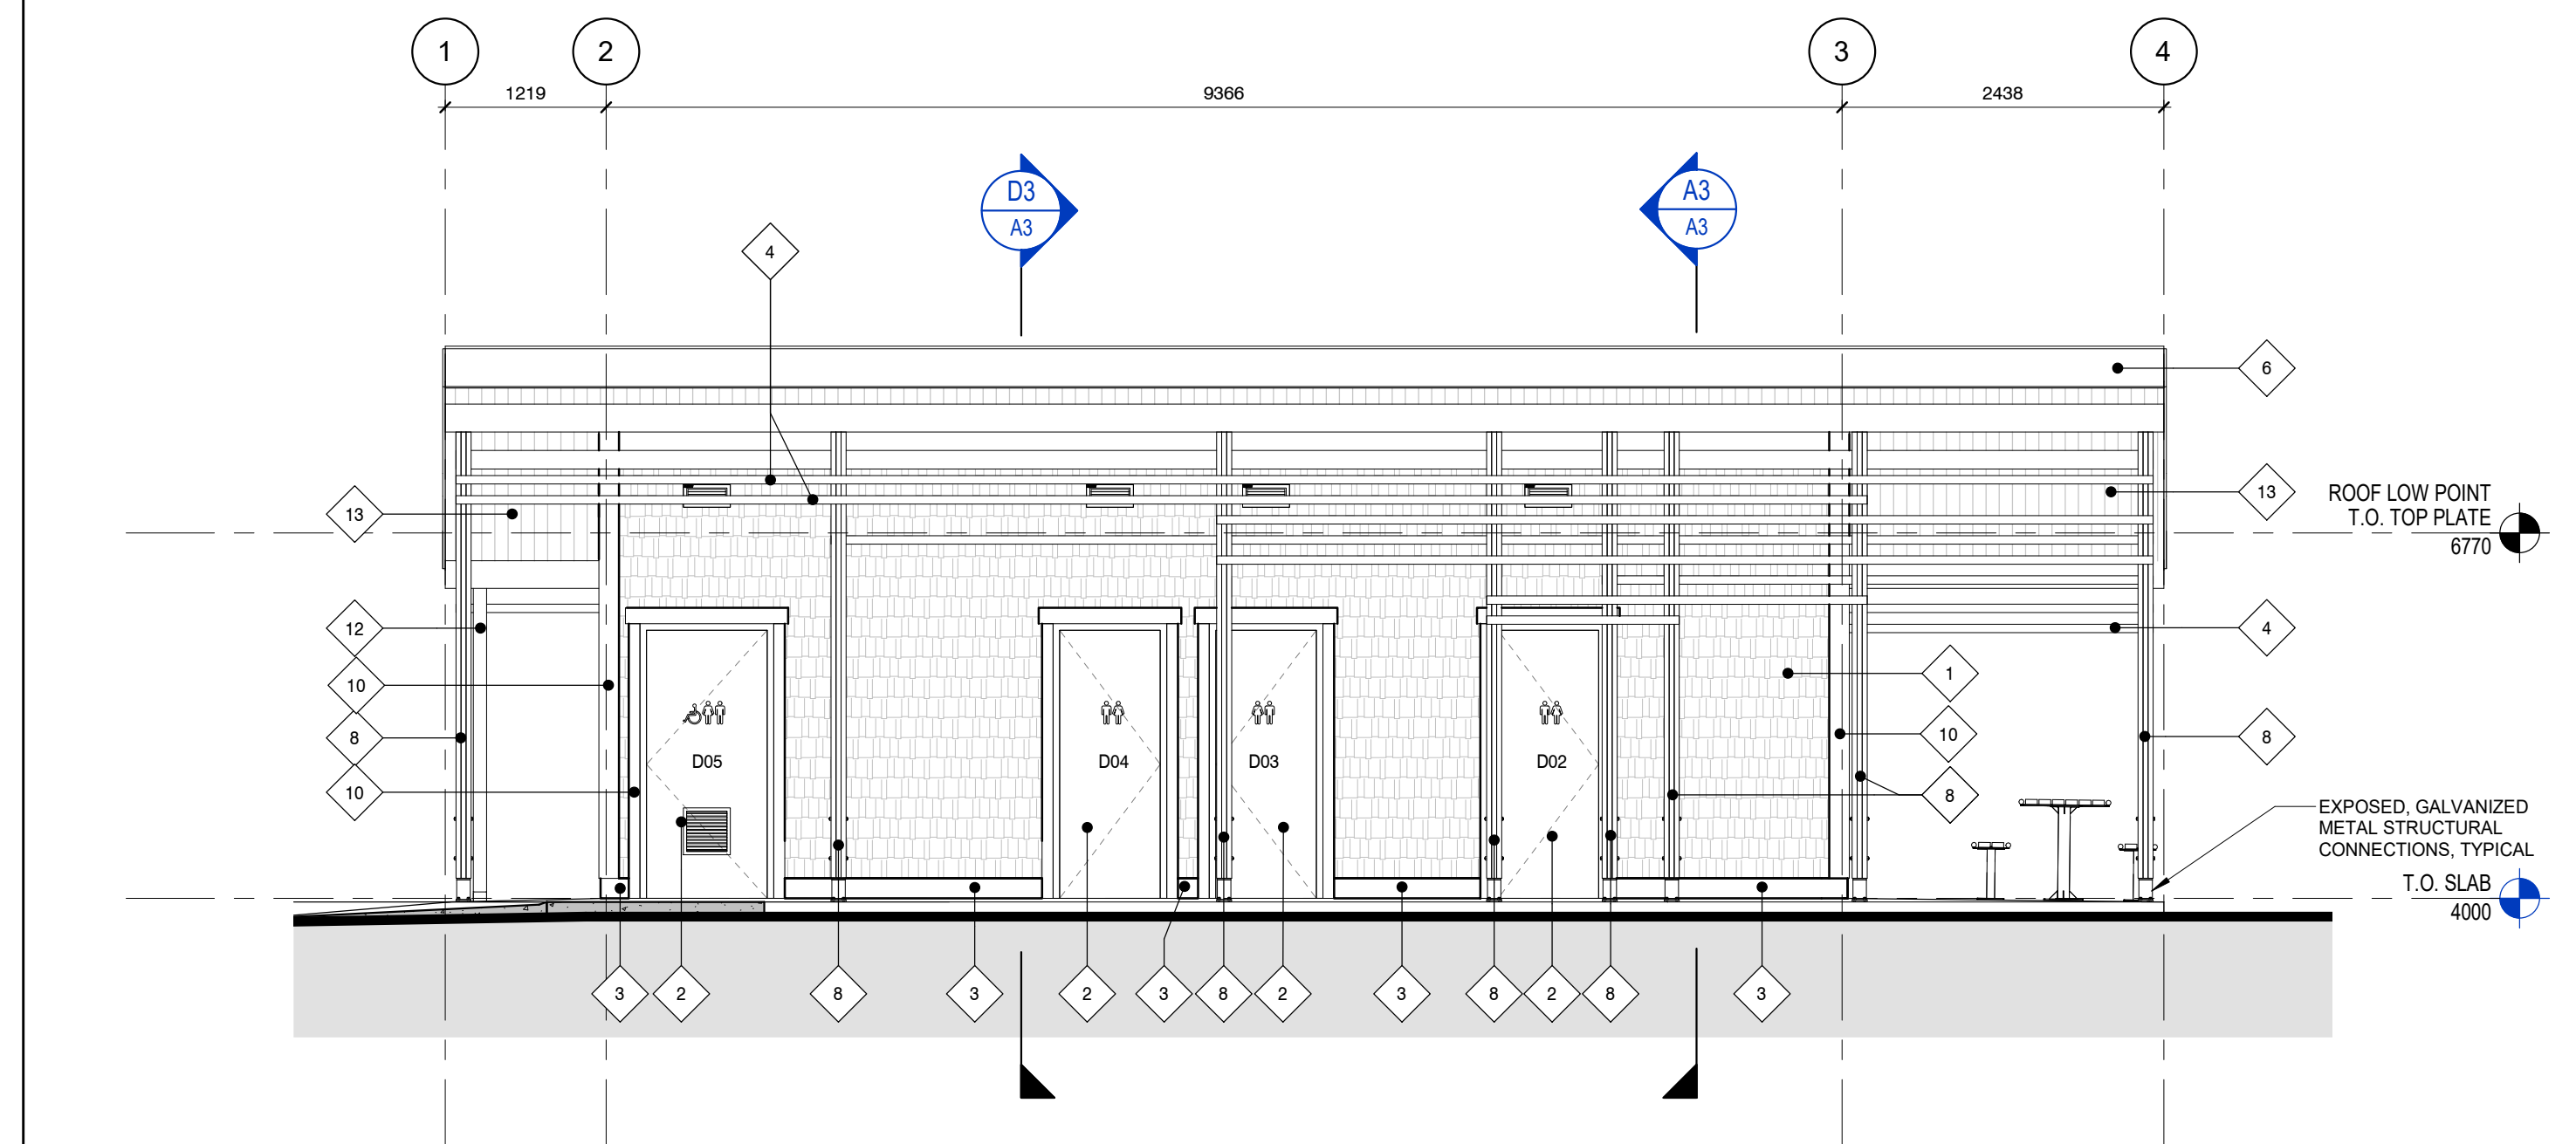 1 2 3 4
1219 9366 2438
D3 A3
A3 A3
4
6
13 13
ROOF LOW POINT
T.O. TOP PLATE
6770
12 4
10 1
8 10 8
10 8
D05 D04 D03 D02
EXPOSED, GALVANIZED
METAL STRUCTURAL
CONNECTIONS, TYPICAL
T.O. SLAB
4000
3 2 8 3 2 3 8 2 3 8 2 8 3